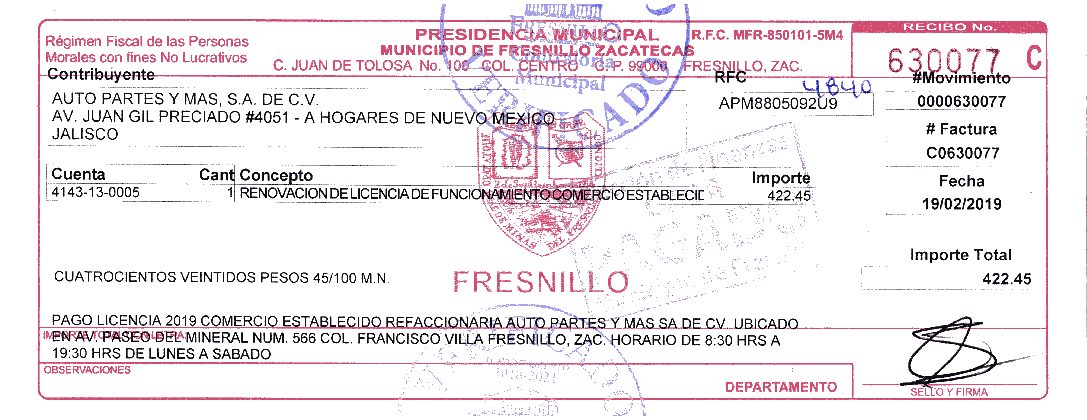 Régimen Fiscal de las Personas
Morales con fines No Lucrativos
PRESIDENCIA MUNICIPAL
MUNICIPIO DE FRESNILLO ZACATECAS
C. JUAN DE TOLOSA No. 100 COL. CENTRO C.P. 99000 FRESNILLO, ZAC.
R.F.C. MFR-850101-5M4
RECIBO No.
630077 C
Contribuyente
RFC
4840
#Movimiento
AUTO PARTES Y MAS, S.A. DE C.V.
APM8805092U9
0000630077
AV. JUAN GIL PRECIADO #4051 - A HOGARES DE NUEVO MEXICO
JALISCO
# Factura
C0630077
Cuenta Cant Concepto Importe
Fecha
4143-13-0005 1 RENOVACION DE LICENCIA DE FUNCIONAMIENTO COMERCIO ESTABLECID 422.45
19/02/2019
Importe Total
422.45
CUATROCIENTOS VEINTIDOS PESOS 45/100 M.N.
FRESNILLO
PAGO LICENCIA 2019 COMERCIO ESTABLECIDO REFACCIONARIA AUTO PARTES Y MAS SA DE CV. UBICADO
EN AV. PASEO DEL MINERAL NUM. 566 COL. FRANCISCO VILLA FRESNILLO, ZAC. HORARIO DE 8:30 HRS A
19:30 HRS DE LUNES A SABADO
OBSERVACIONES
DEPARTAMENTO
SELLO Y FIRMA
Fresnillo
Contraloría
Municipal
VERIFICADO
PAGADO